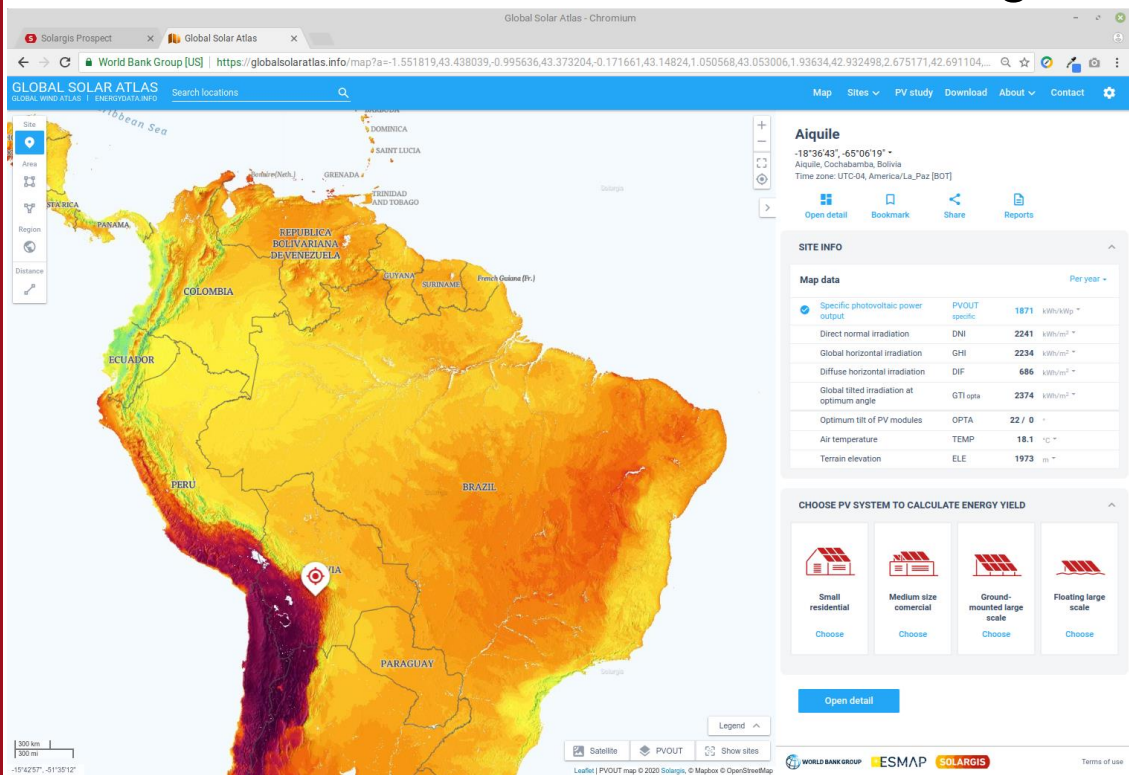 Global Solar Atlas - Chromium
Solargis Prospect
Global Solar Atlas
World Bank Group [US] | https://globalsolaratlas.info/map?a=-1.551819,43.438039,-0.995636,43.373204,-0.171661,43.14824,1.050568,43.053006,1.93634,42.932498,2.675171,42.691104,...
GLOBAL SOLAR ATLAS
GLOBAL WIND ATLAS | ENERGYDATA.INFO
Search locations
Map Sites PV study Download About Contact
Site
Area
Region
Distance
Caribbean Sea
DOMINICA
SAINT LUCIA
GRENADA
TRINIDAD
AND TOBAGO
PANAMA
REPUBLICA
BOLIVARIANA
DE VENEZUELA
GUYANA
SURINAME
French Guiana (Fr.)
COLOMBIA
ECUADOR
PERU
BRAZIL
PARAGUAY
Solargis
Solargis
300 km
300 mi
-15°42'57", -51°35'12"
Legend
Satellite
PVOUT
Show sites
Leaflet | PVOUT map © 2020 Solargis, © Mapbox © OpenStreetMap
Aiquile
-18°36'43", -65°06'19"
Aiquile, Cochabamba, Bolivia
Time zone: UTC-04, America/La_Paz [BOT]
Open detail
Bookmark
Share
Reports
SITE INFO
Map data Per year
Specific photovoltaic power output PVOUT specific 1871 kWh/kWp
Direct normal irradiation DNI 2241 kWh/m²
Global horizontal irradiation GHI 2234 kWh/m²
Diffuse horizontal irradiation DIF 686 kWh/m²
Global tilted irradiation at optimum angle GTI opta 2374 kWh/m²
Optimum tilt of PV modules OPTA 22 / 0 °
Air temperature TEMP 18.1 °C
Terrain elevation ELE 1973 m
CHOOSE PV SYSTEM TO CALCULATE ENERGY YIELD
Small
residential
Choose
Medium size
comercial
Choose
Ground-
mounted large
scale
Choose
Floating large
scale
Choose
Open detail
WORLD BANK GROUP
ESMAP
SOLARGIS
Terms of use